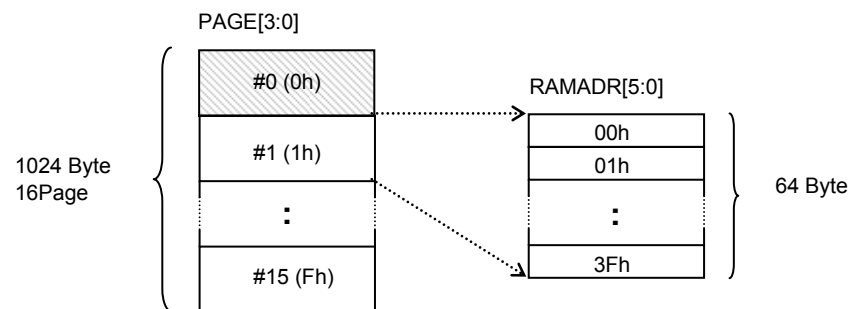 PAGE[3:0]
#0 (0h)
RAMADR[5:0]
00h
#1 (1h)
01h
1024 Byte
16Page
64 Byte
:
:
3Fh
#15 (Fh)